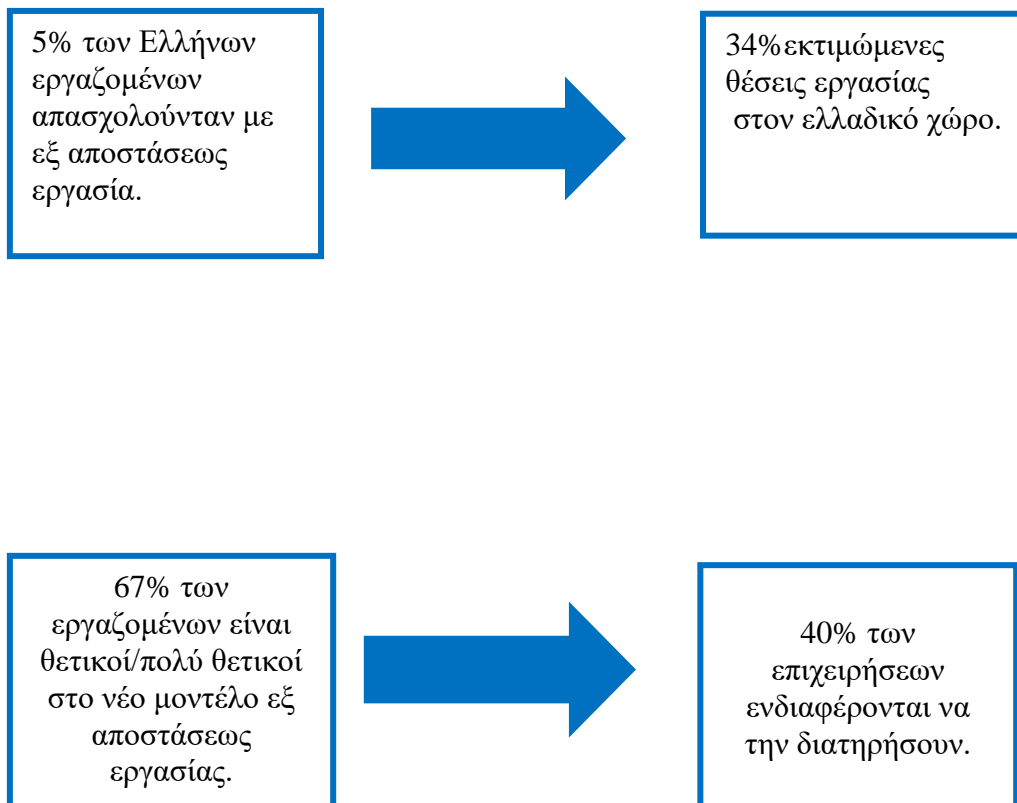 5% των Ελλήνων
εργαζομένων
απασχολούνταν με
εξ αποστάσεως
εργασία.
34%εκτιμώμενες
θέσεις εργασίας
στον ελλαδικό χώρο.
67% των
εργαζομένων είναι
θετικοί/πολύ θετικοί
στο νέο μοντέλο εξ
αποστάσεως
εργασίας.
40% των
επιχειρήσεων
ενδιαφέρονται να
την διατηρήσουν.